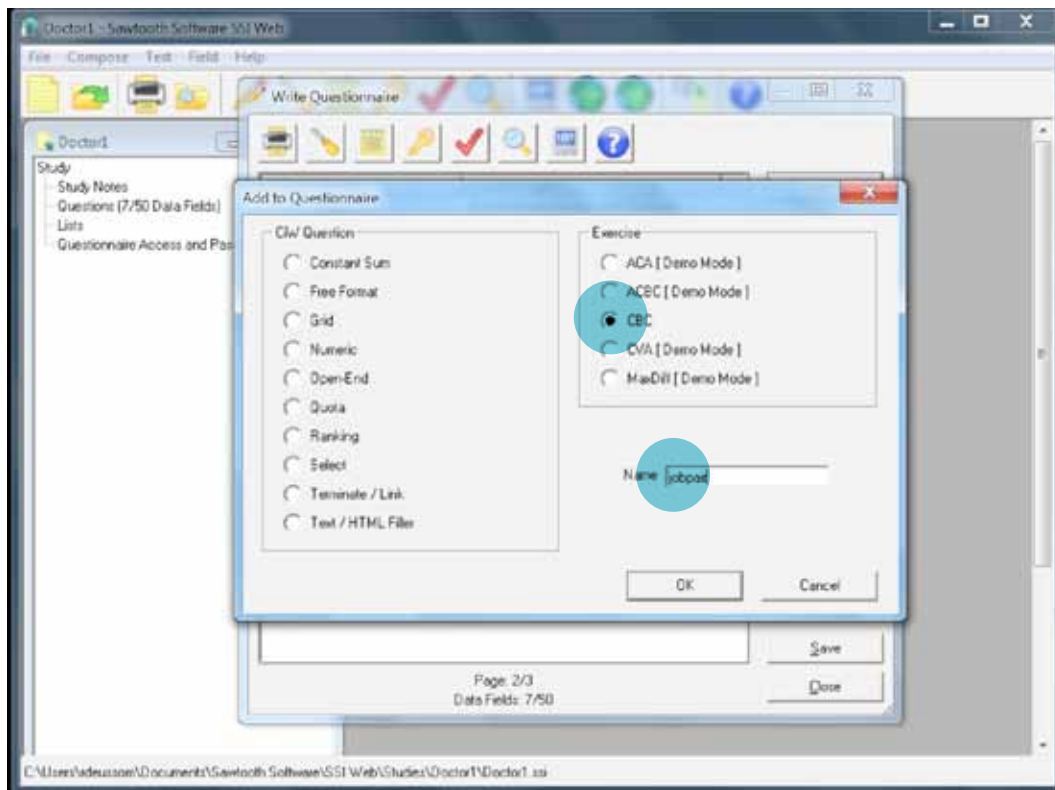 Doctor1 - Sawtooth Software SSI Web
File Compose Test Field Help
Write Questionnaire
Doctor1
Study
Study Notes
Questions (7/50 Data Fields)
Lists
Questionnaire Access and Pas
Add to Questionnaire
CiW Question
Constant Sum
Free Format
Grid
Numeric
Open-End
Quota
Ranking
Select
Terminate / Link
Text / HTML Filler
Exercise
ACA [ Demo Mode ]
ACBC [ Demo Mode ]
CBC
CVA [ Demo Mode ]
MaxDiff [ Demo Mode ]
Name jobpost
OK Cancel
Save
Page: 2/3
Data Fields: 7/50
Close
C:\Users\sdeussom\Documents\Sawtooth Software\SSI Web\Studies\Doctor1\Doctor1.ssi